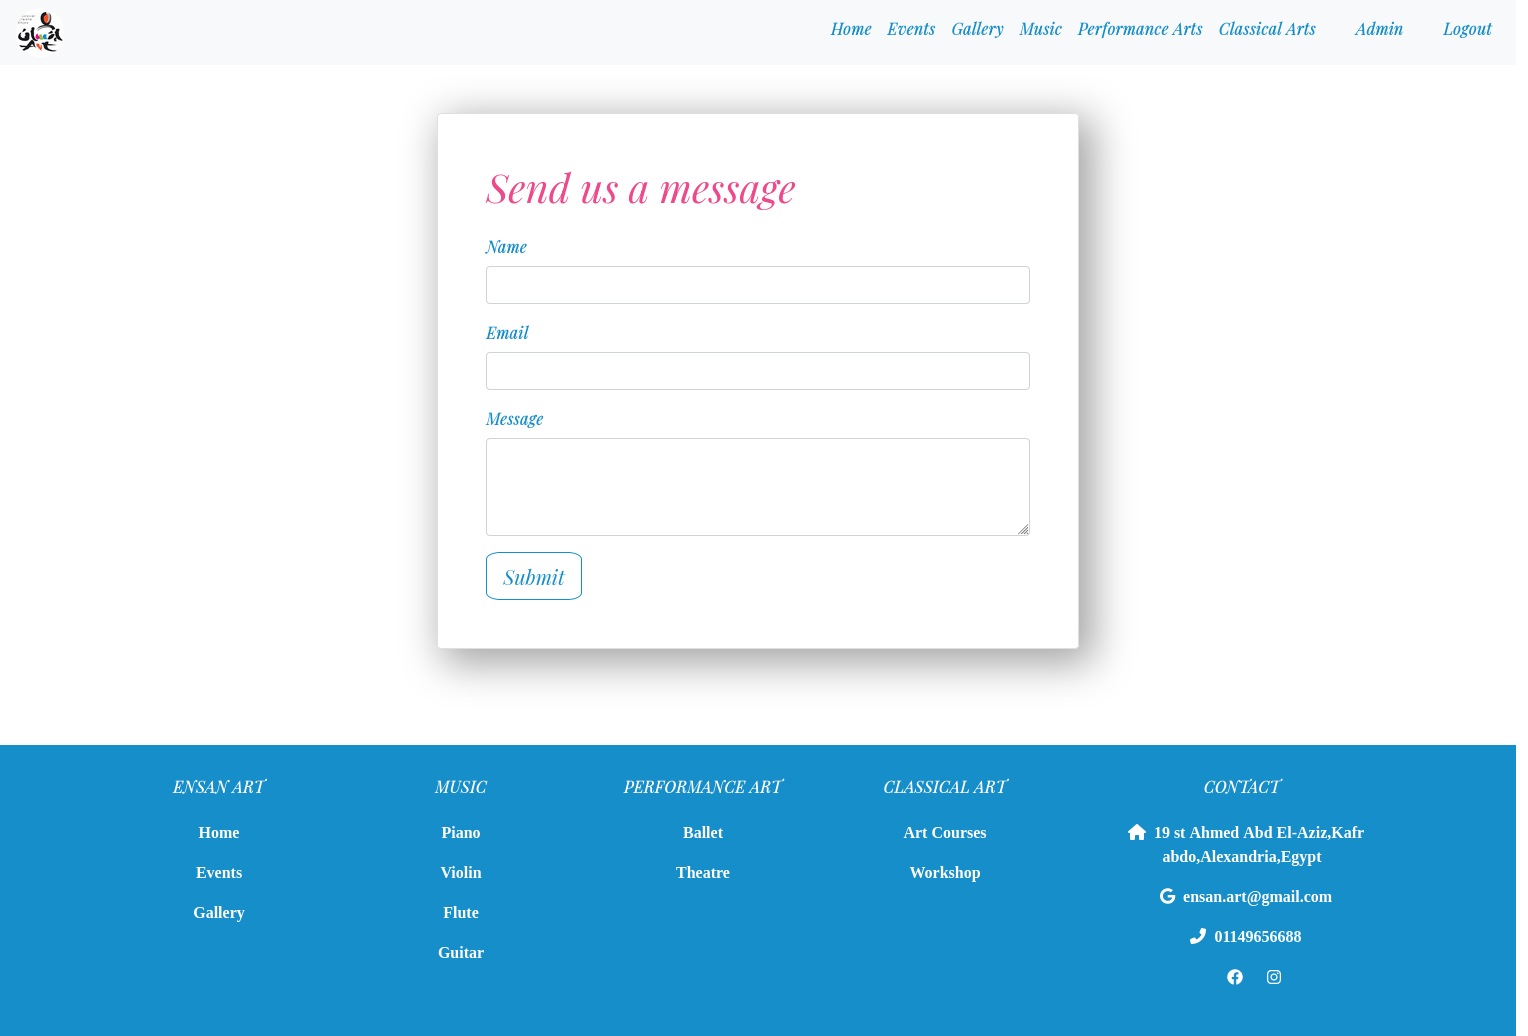 Home Events Gallery Music Performance Arts Classical Arts Admin Logout
Send us a message
Name
Email
Message
Submit
ENSAN ART
Home
Events
Gallery
MUSIC
Piano
Violin
Flute
Guitar
PERFORMANCE ART
Ballet
Theatre
CLASSICAL ART
Art Courses
Workshop
CONTACT
19 st Ahmed Abd El-Aziz,Kafr
abdo,Alexandria,Egypt
ensan.art@gmail.com
01149656688